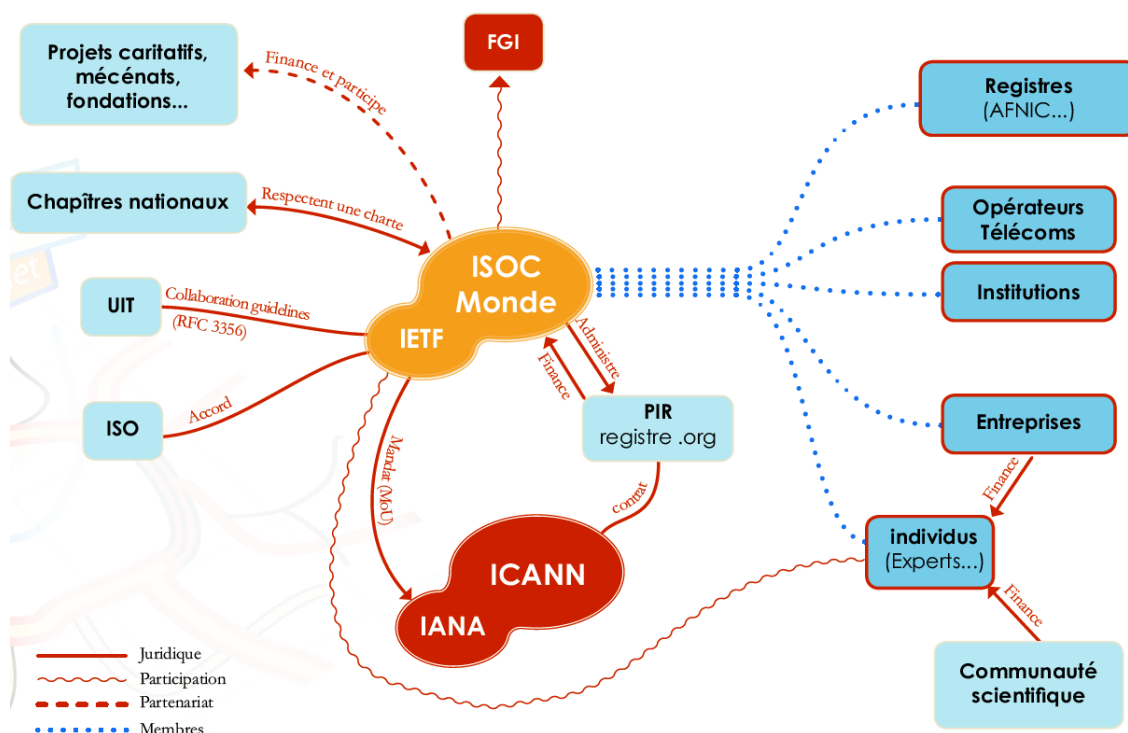 FGI
Projets caritatifs,
mécénats,
fondations...
Finance et participe
Registres
(AFNIC...)
Chapîtres nationaux
Respectent une charte
Opérateurs
Télécoms
ISOC
Monde
Institutions
UIT
Collaboration guidelines
(RFC 3356)
IETF
Administre
Finance
ISO
Accord
PIR
registre .org
Entreprises
Mandat (MoU)
contrat
Finance
individus
(Experts...)
ICANN
IANA
Finance
Communauté
scientifique
Juridique
Participation
Partenariat
Membres